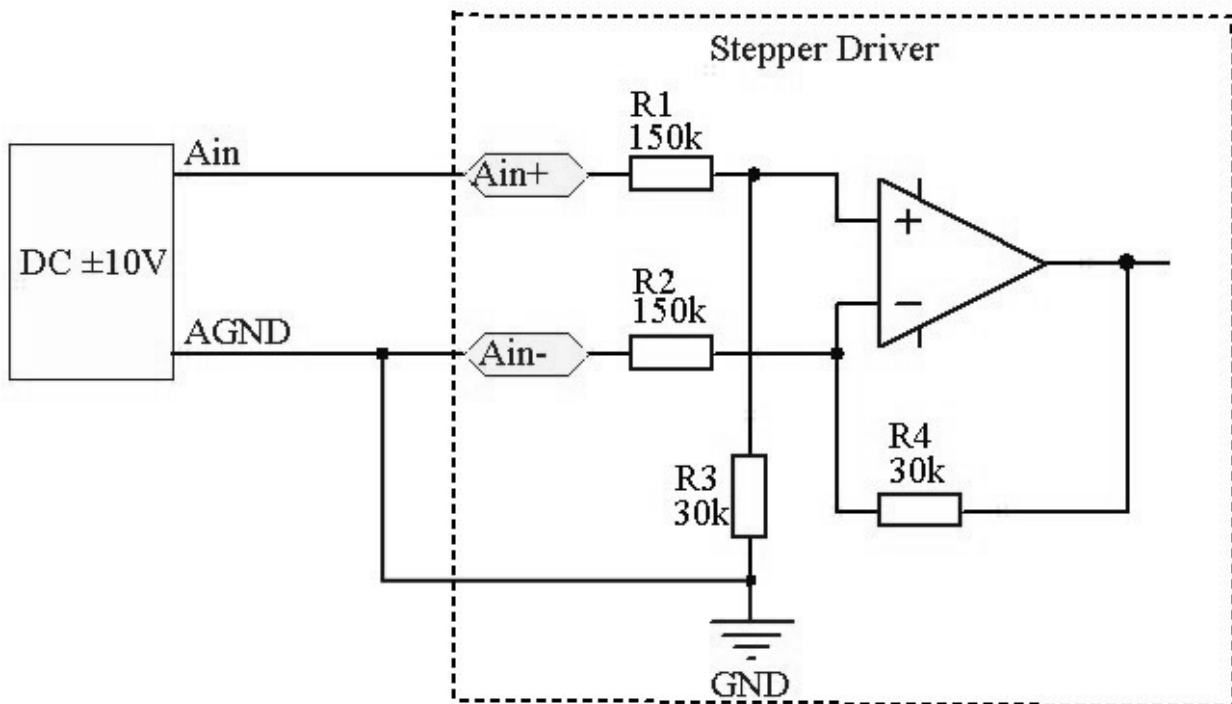 Stepper Driver
R1
150k
Ain
Ain+
DC ±10V
+
R2
150k
AGND
Ain-
−
R4
30k
R3
30k
GND